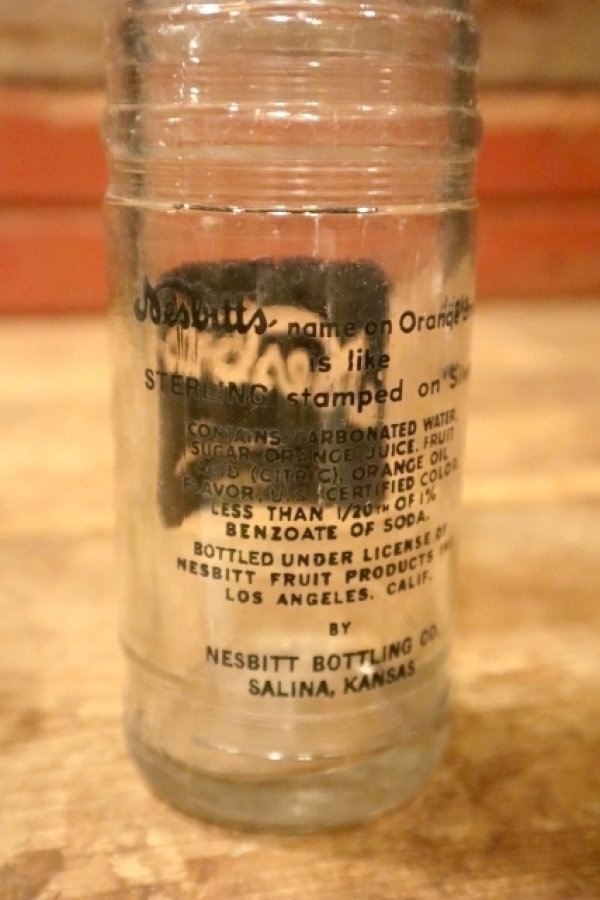 Nesbitt's name on Orange
is like
STERLING stamped on
CONTAINS CARBONATED WATER,
SUGAR ORANGE JUICE, FRUIT
ACID (CITRIC), ORANGE OIL
FLAVOR, U.S. CERTIFIED COLOR
LESS THAN 1/20TH OF 1%
BENZOATE OF SODA.
BOTTLED UNDER LICENSE OF
NESBITT FRUIT PRODUCTS
LOS ANGELES, CALIF.
BY
NESBITT BOTTLING CO.
SALINA, KANSAS